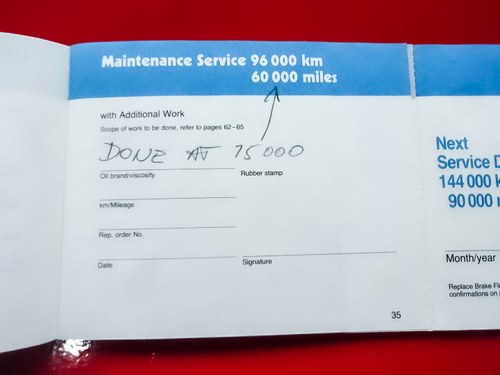 Maintenance Service 96 000 km
60 000 miles
with Additional Work
Scope of work to be done, refer to pages 62–65
DONE AT 75000
Oil brand/viscosity
Rubber stamp
km/Mileage
Rep. order No.
Date
Signature
35
Next
Service D
144 000 k
90 000
Month/year
Replace Brake Fl
confirmations on